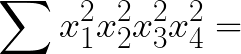 ∑ x₁²x₂²x₃²x₄² =